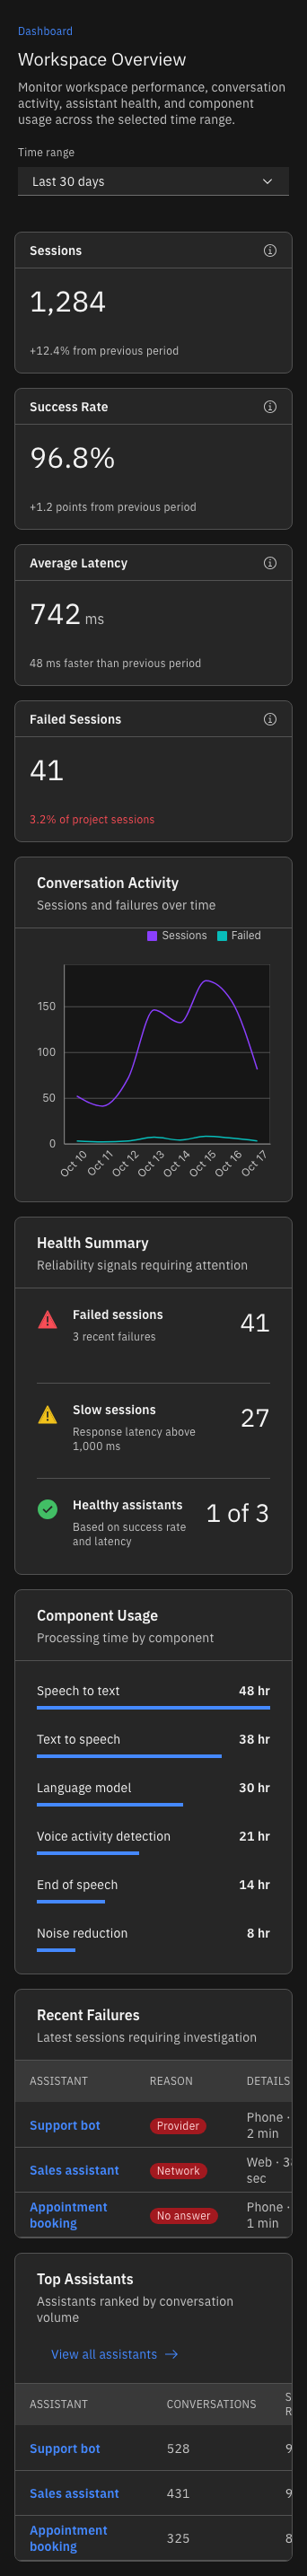 Dashboard
Workspace Overview
Monitor workspace performance, conversation
activity, assistant health, and component
usage across the selected time range.
Time range
Last 30 days
Sessions
1,284
+12.4% from previous period
Success Rate
96.8%
+1.2 points from previous period
Average Latency
742 ms
48 ms faster than previous period
Failed Sessions
41
3.2% of project sessions
Conversation Activity
Sessions and failures over time
Sessions Failed
150
100
50
0
Oct 10 Oct 11 Oct 12 Oct 13 Oct 14 Oct 15 Oct 16 Oct 17
Health Summary
Reliability signals requiring attention
Failed sessions 41
3 recent failures
Slow sessions 27
Response latency above
1,000 ms
Healthy assistants 1 of 3
Based on success rate
and latency
Component Usage
Processing time by component
Speech to text 48 hr
Text to speech 38 hr
Language model 30 hr
Voice activity detection 21 hr
End of speech 14 hr
Noise reduction 8 hr
Recent Failures
Latest sessions requiring investigation
ASSISTANT REASON DETAILS
Support bot Provider Phone ·
2 min
Sales assistant Network Web ·
sec
Appointment No answer Phone ·
booking 1 min
Top Assistants
Assistants ranked by conversation
volume
View all assistants →
ASSISTANT CONVERSATIONS
Support bot 528
Sales assistant 431
Appointment 325
booking